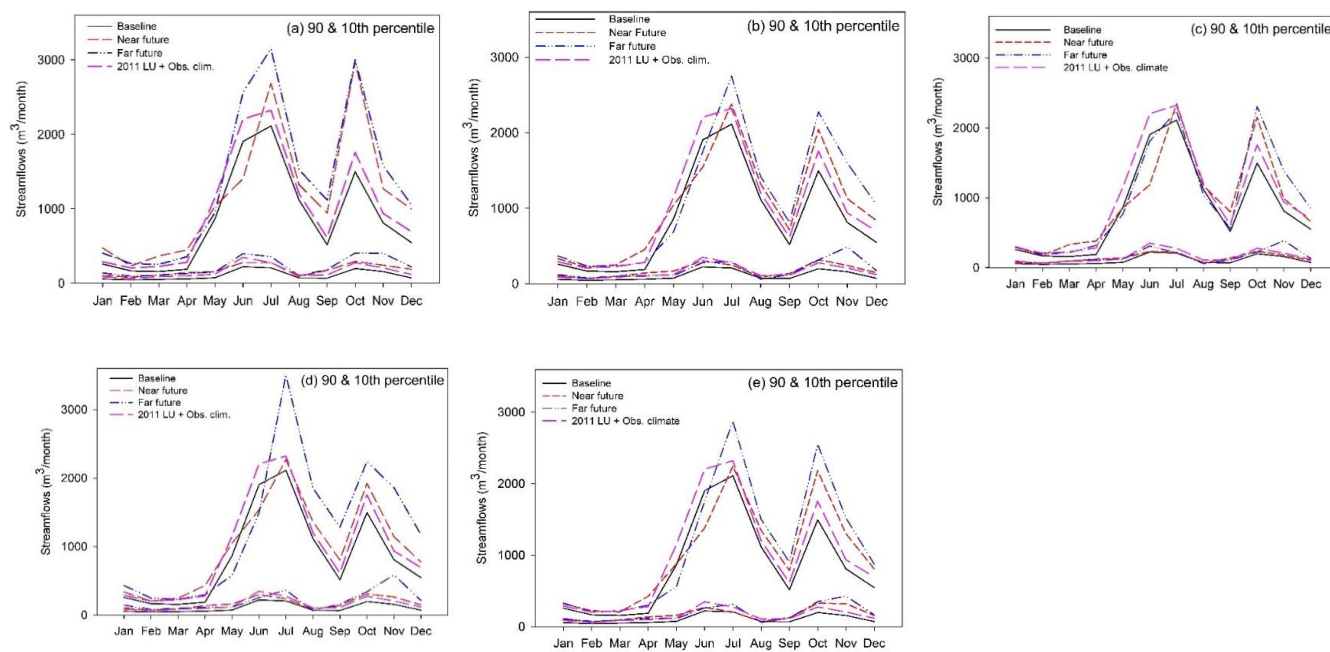 (a) 90 & 10th percentile
Baseline
Near future
Far future
2011 LU + Obs. clim.
Streamflows (m³/month)
3000
2000
1000
0
Jan Feb Mar Apr May Jun Jul Aug Sep Oct Nov Dec
(b) 90 & 10th percentile
Baseline
Near Future
Far future
2011 LU + Obs. climate
Streamflows (m³/month)
3000
2000
1000
0
Jan Feb Mar Apr May Jun Jul Aug Sep Oct Nov Dec
(c) 90 & 10th percentile
Baseline
Near future
Far future
2011 LU + Obs. climate
Streamflows (m³/month)
3000
2000
1000
0
Jan Feb Mar Apr May Jun Jul Aug Sep Oct Nov Dec
(d) 90 & 10th percentile
Baseline
Near future
Far future
2011 LU + Obs. clim.
Streamflows (m³/month)
3000
2000
1000
0
Jan Feb Mar Apr May Jun Jul Aug Sep Oct Nov Dec
(e) 90 & 10th percentile
Baseline
Near future
Far future
2011 LU + Obs. climate
Streamflows (m³/month)
3000
2000
1000
0
Jan Feb Mar Apr May Jun Jul Aug Sep Oct Nov Dec